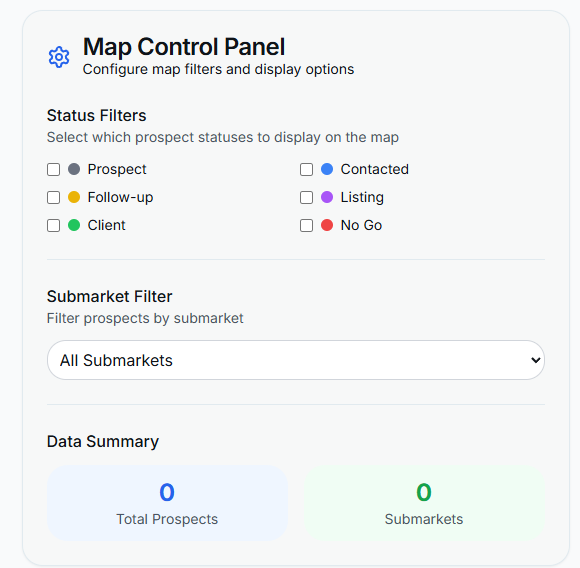 Map Control Panel
Configure map filters and display options
Status Filters
Select which prospect statuses to display on the map
Prospect
Contacted
Follow-up
Listing
Client
No Go
Submarket Filter
Filter prospects by submarket
All Submarkets
Data Summary
0
Total Prospects
0
Submarkets